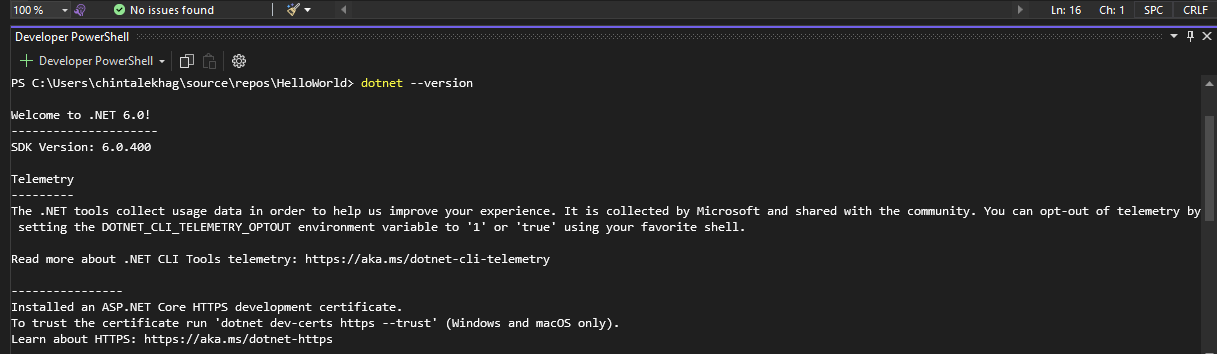 100 % No issues found Ln: 16 Ch: 1 SPC CRLF
Developer PowerShell
Developer PowerShell
PS C:\Users\chintalekhag\source\repos\HelloWorld> dotnet --version
Welcome to .NET 6.0!
---------------------
SDK Version: 6.0.400
Telemetry
---------
The .NET tools collect usage data in order to help us improve your experience. It is collected by Microsoft and shared with the community. You can opt-out of telemetry by
setting the DOTNET_CLI_TELEMETRY_OPTOUT environment variable to '1' or 'true' using your favorite shell.
Read more about .NET CLI Tools telemetry: https://aka.ms/dotnet-cli-telemetry
----------------
Installed an ASP.NET Core HTTPS development certificate.
To trust the certificate run 'dotnet dev-certs https --trust' (Windows and macOS only).
Learn about HTTPS: https://aka.ms/dotnet-https